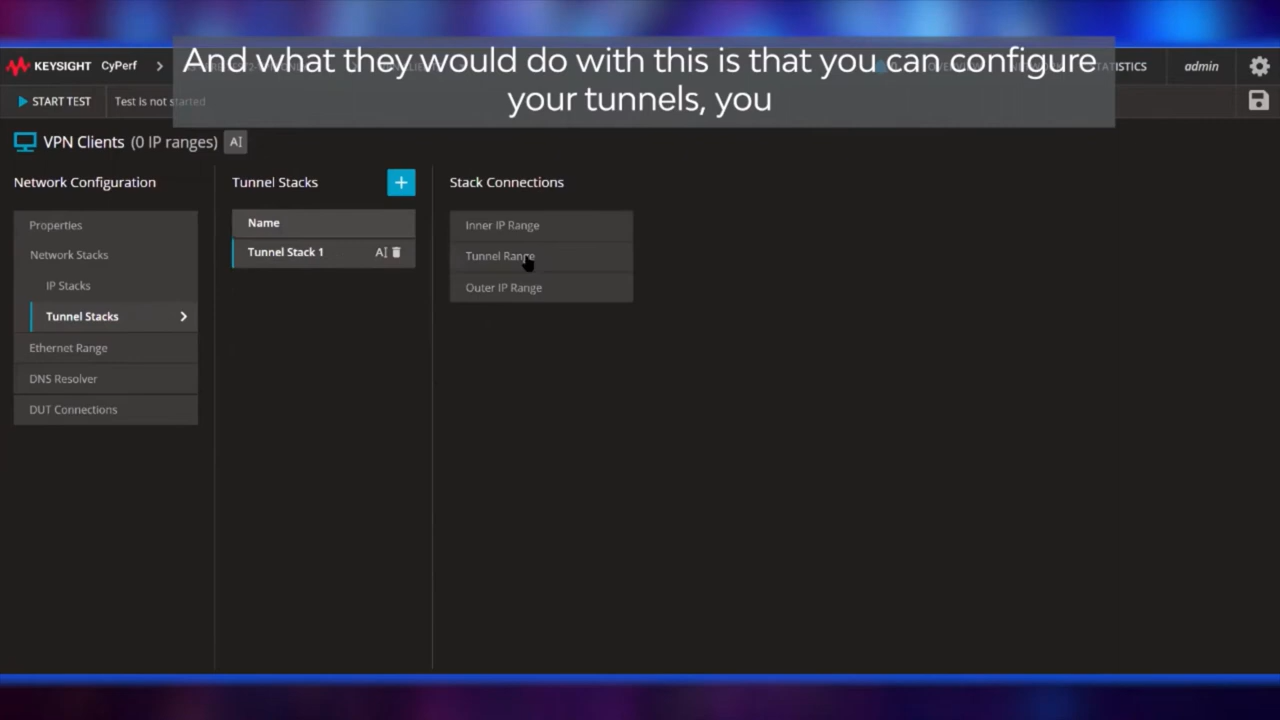 And what they would do with this is that you can configure
your tunnels, you
KEYSIGHT CyPerf >
ATISTICS
admin
START TEST
Test is not started
VPN Clients (0 IP ranges)
Network Configuration
Properties
Network Stacks
IP Stacks
Tunnel Stacks
Ethernet Range
DNS Resolver
DUT Connections
Tunnel Stacks
Name
Tunnel Stack 1
Stack Connections
Inner IP Range
Tunnel Range
Outer IP Range